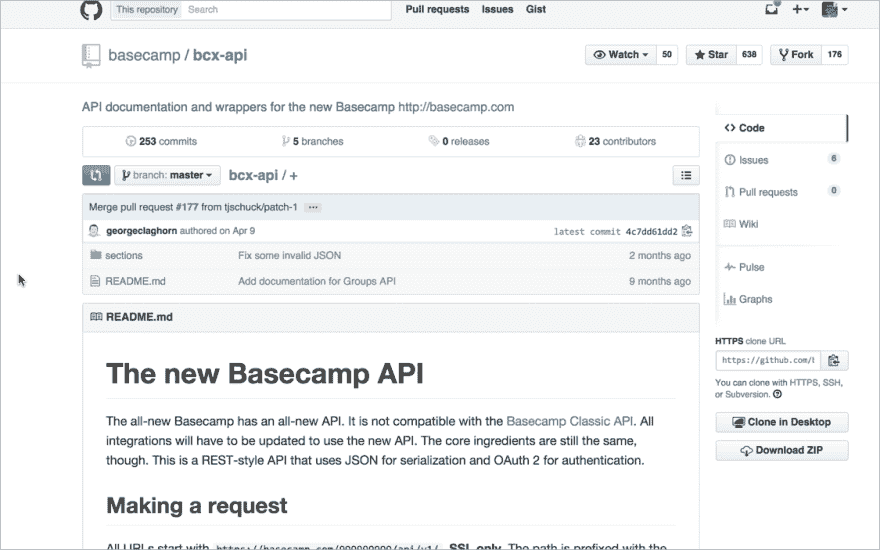 This repository Search Pull requests Issues Gist
basecamp / bcx-api Watch 50 Star 638 Fork 176
API documentation and wrappers for the new Basecamp http://basecamp.com
253 commits 5 branches 0 releases 23 contributors
branch: master bcx-api / +
Merge pull request #177 from tjschuck/patch-1 ...
georgeclaghorn authored on Apr 9 latest commit 4c7dd61dd2
sections Fix some invalid JSON 2 months ago
README.md Add documentation for Groups API 9 months ago
README.md
The new Basecamp API
The all-new Basecamp has an all-new API. It is not compatible with the Basecamp Classic API. All
integrations will have to be updated to use the new API. The core ingredients are still the same,
though. This is a REST-style API that uses JSON for serialization and OAuth 2 for authentication.
Making a request
All URLs start with https://basecamp.com/999999999/api/v1/. SSL only. The path is prefixed with the
Code
Issues 6
Pull requests 0
Wiki
Pulse
Graphs
HTTPS clone URL
https://github.com/b
You can clone with HTTPS, SSH,
or Subversion.
Clone in Desktop
Download ZIP